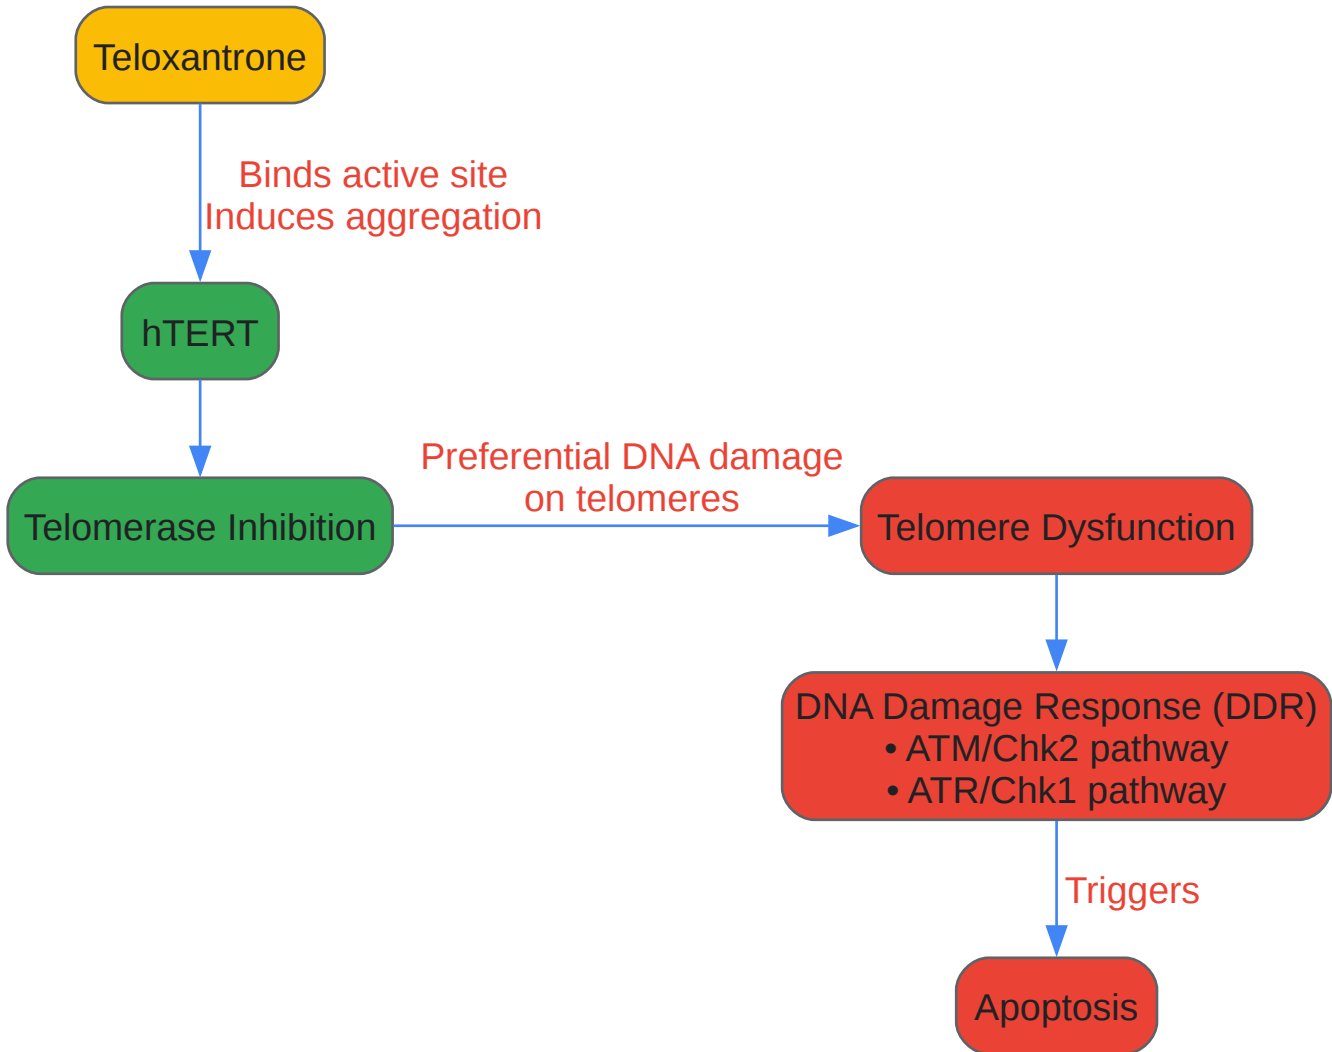 Teloxantrone
Binds active site
Induces aggregation
hTERT
Telomerase Inhibition
Preferential DNA damage
on telomeres
Telomere Dysfunction
DNA Damage Response (DDR)
• ATM/Chk2 pathway
• ATR/Chk1 pathway
Triggers
Apoptosis